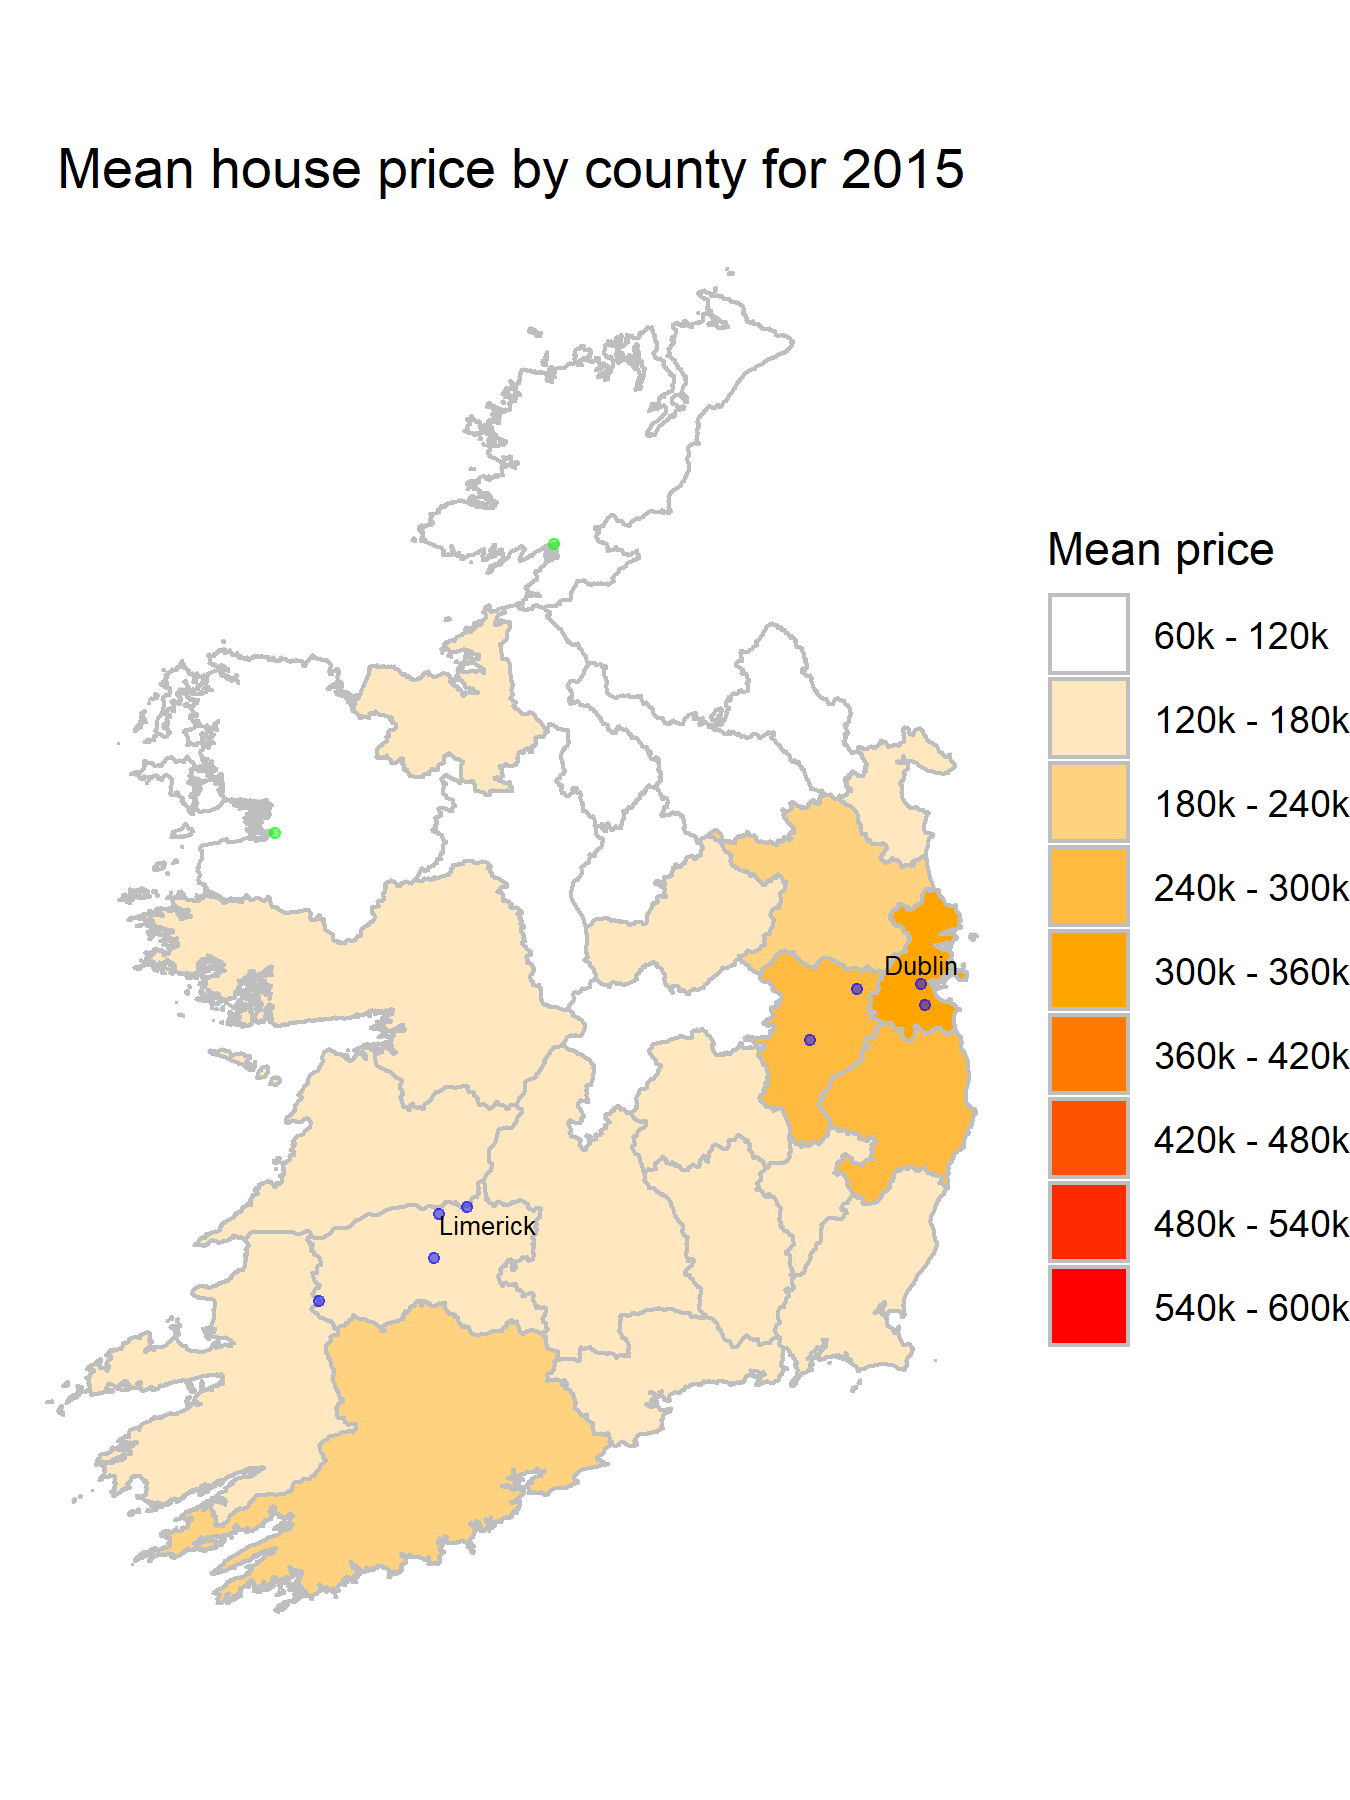 Mean house price by county for 2015
Mean price
60k - 120k
120k - 180k
180k - 240k
240k - 300k
300k - 360k
360k - 420k
420k - 480k
480k - 540k
540k - 600k
Dublin
Limerick